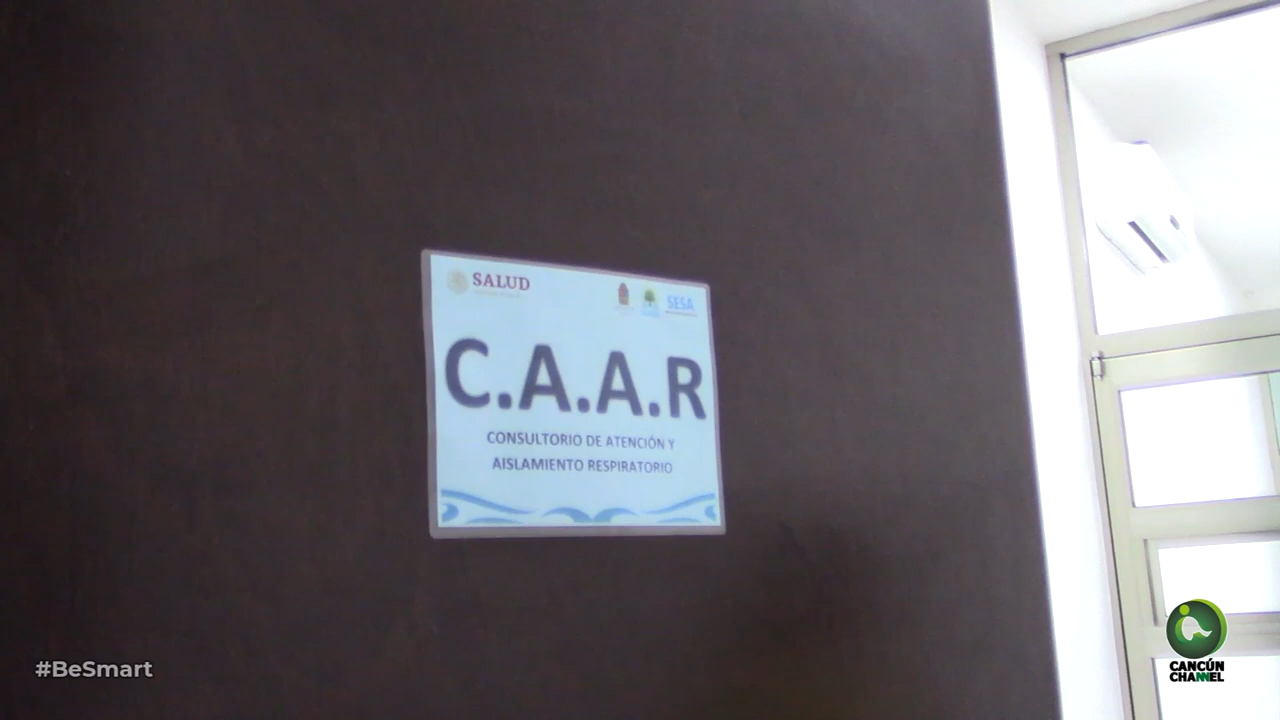 SALUD
SESA
C.A.A.R
CONSULTORIO DE ATENCIÓN Y
AISLAMIENTO RESPIRATORIO
#BeSmart
CANCÚN
CHANNEL